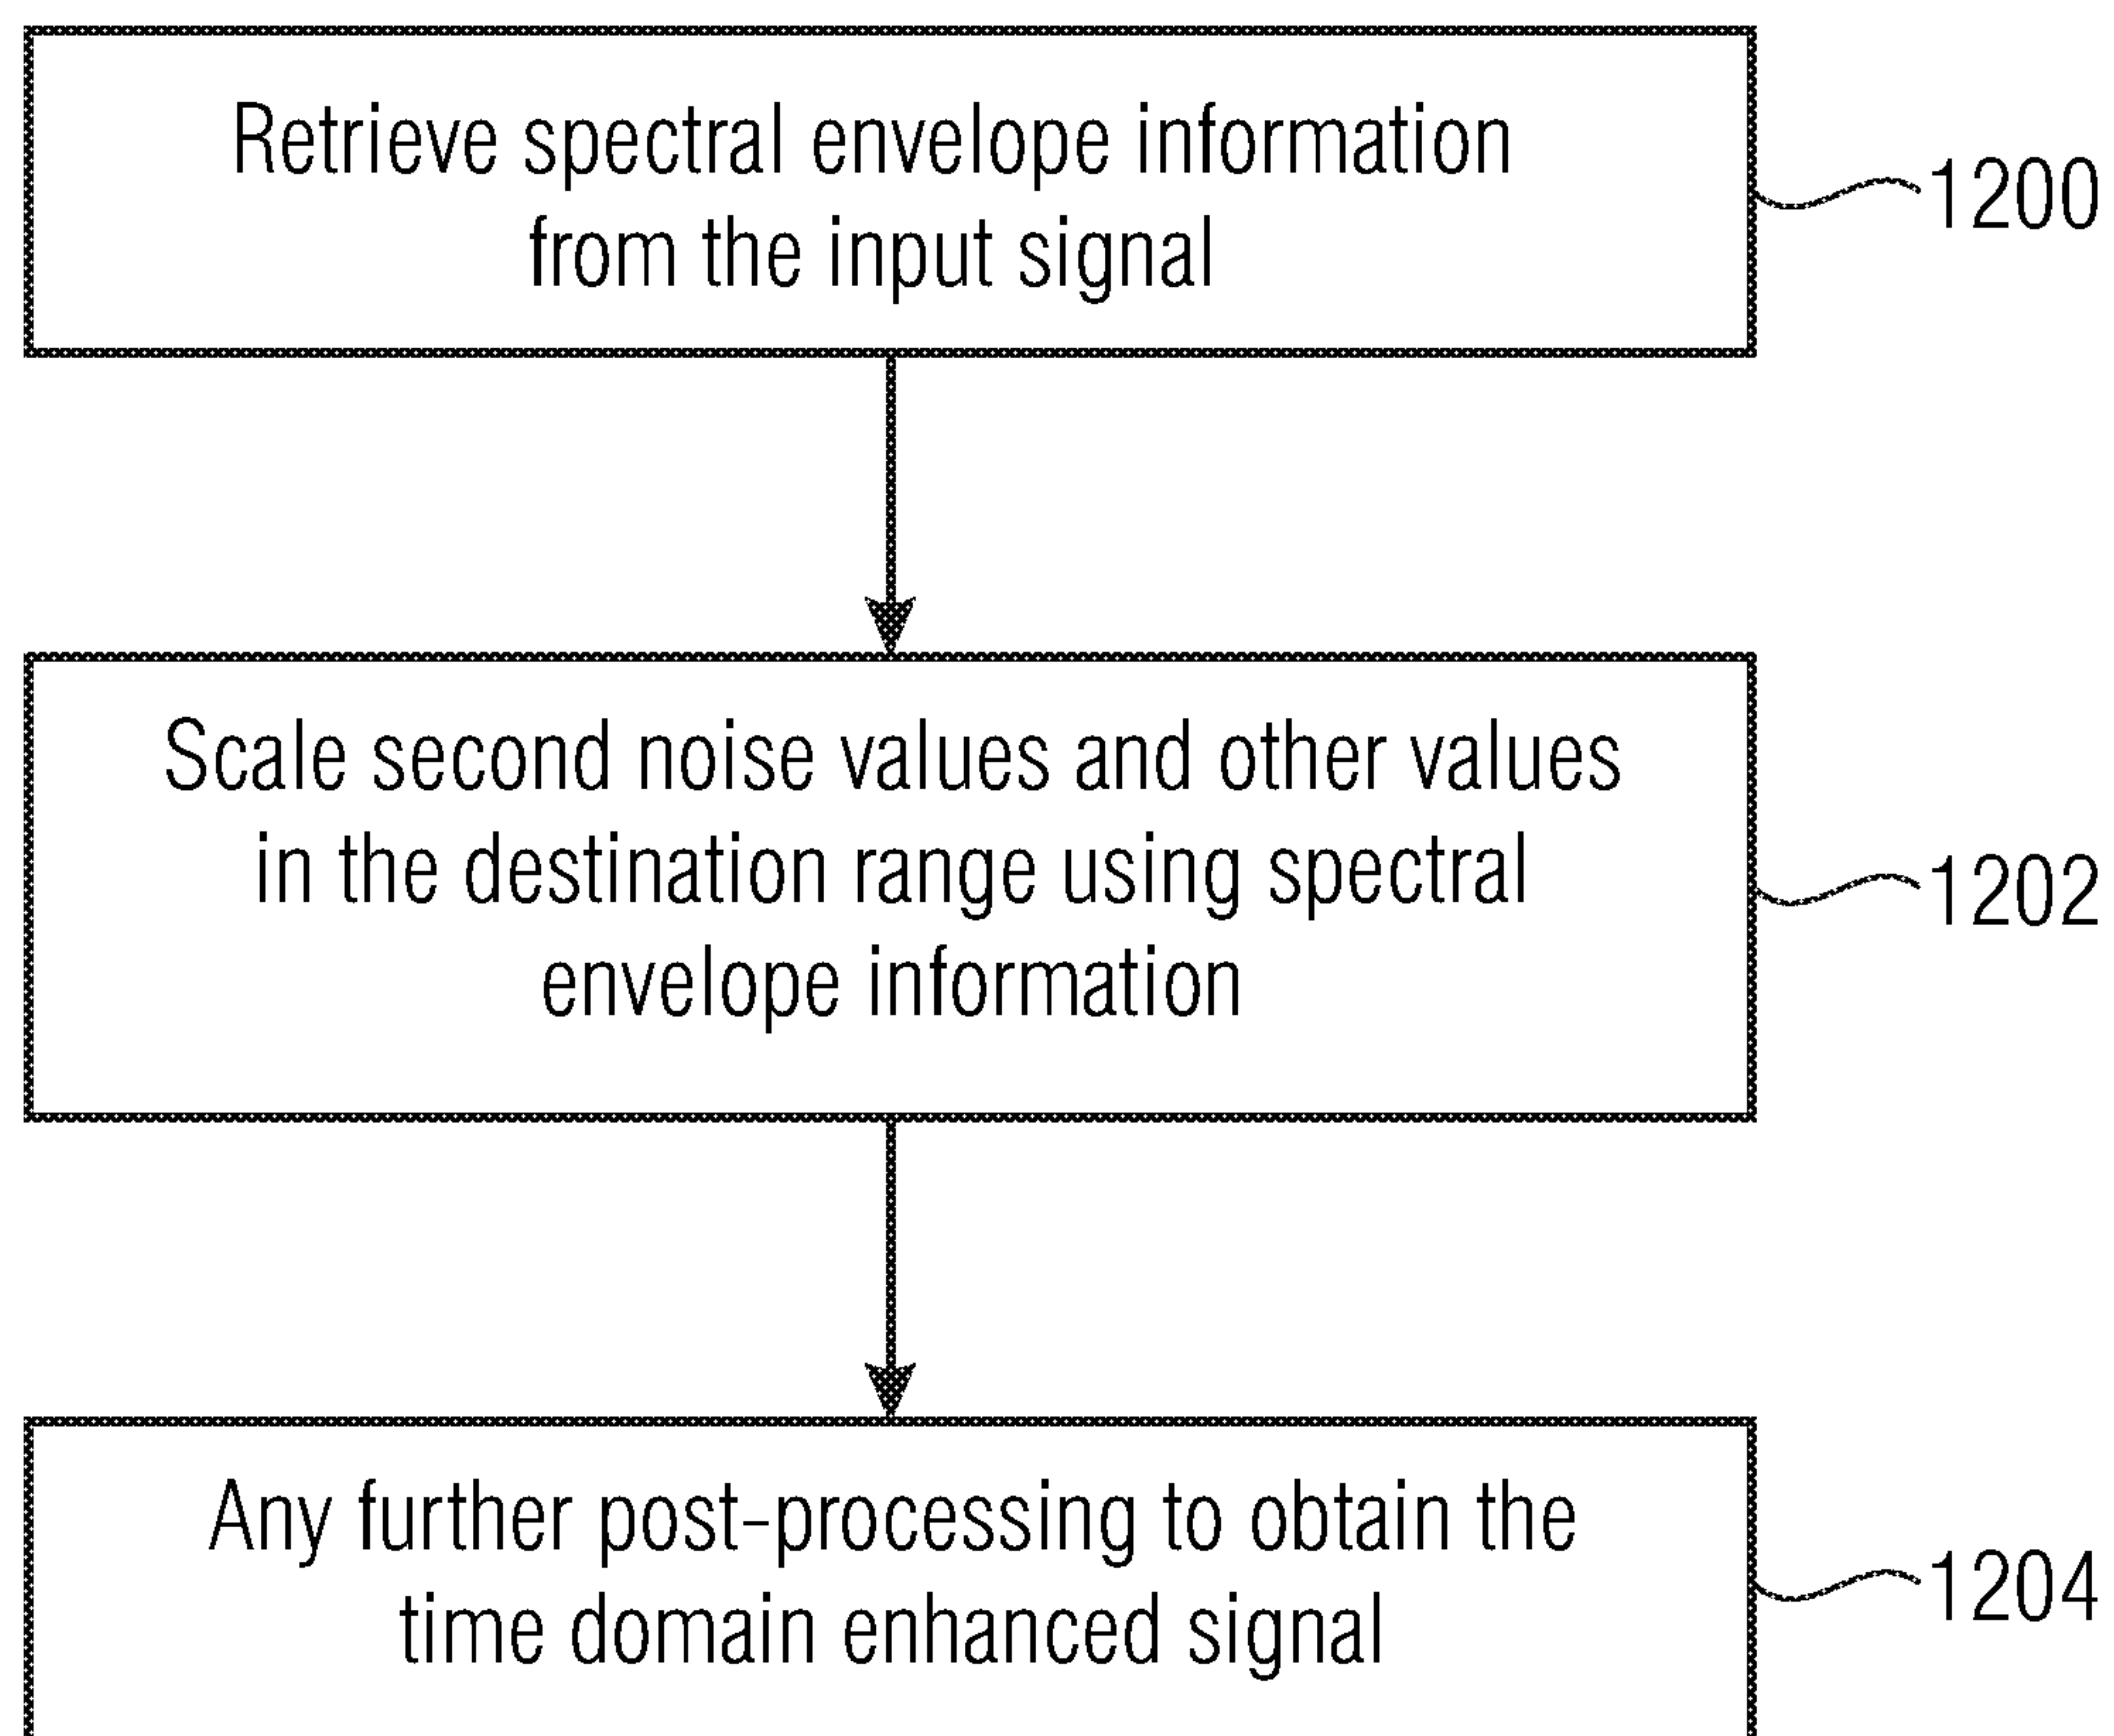 Retrieve spectral envelope information
from the input signal
1200
Scale second noise values and other values
in the destination range using spectral
envelope information
1202
Any further post-processing to obtain the
time domain enhanced signal
1204